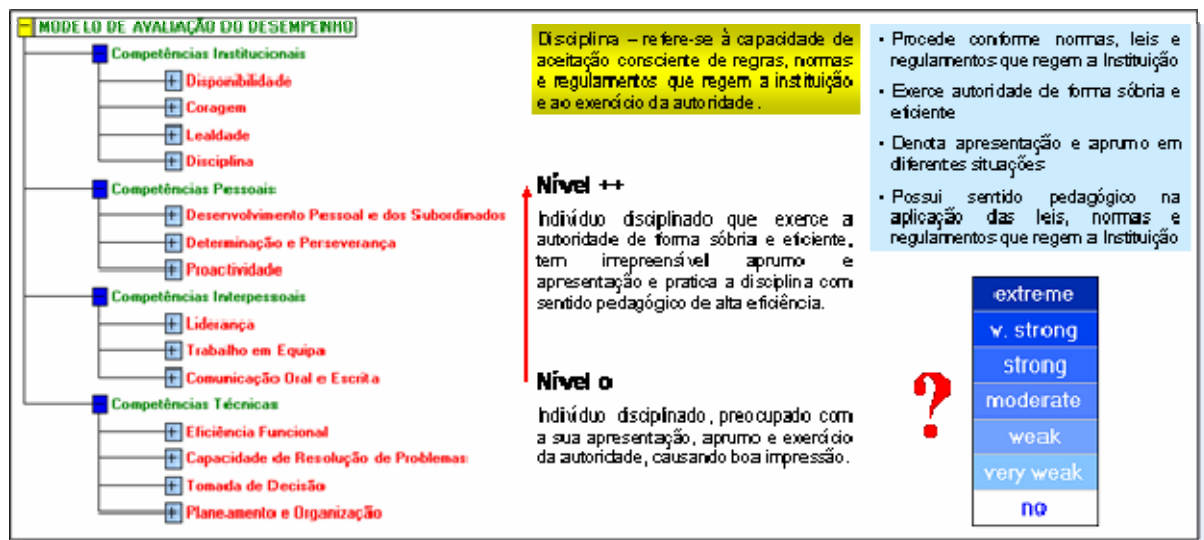 MODELO DE AVALIAÇÃO DO DESEMPENHO
Competências Institucionais
Disponibilidade
Coragem
Lealdade
Disciplina
Competências Pessoais
Desenvolvimento Pessoal e dos Subordinados
Determinação e Perseverança
Proactividade
Competências Interpessoais
Liderança
Trabalho em Equipa
Comunicação Oral e Escrita
Competências Técnicas
Eficiência Funcional
Capacidade de Resolução de Problemas
Tomada de Decisão
Planeamento e Organização
Disciplina – refere-se à capacidade de
aceitação consciente de regras, normas
e regulamentos que regem a instituição
e ao exercício da autoridade.
Nível ++
Indivíduo disciplinado que exerce a
autoridade de forma sóbria e eficiente,
tem irrepreensível aprumo e
apresentação e pratica a disciplina com
sentido pedagógico de alta eficiência.
Nível o
Indivíduo disciplinado, preocupado com
a sua apresentação, aprumo e exercício
da autoridade, causando boa impressão.
• Procede conforme normas, leis e
regulamentos que regem a Instituição
• Exerce autoridade de forma sóbria e
eficiente
• Denota apresentação e aprumo em
diferentes situações
• Possui sentido pedagógico na
aplicação das leis, normas e
regulamentos que regem a Instituição
?
extreme
v. strong
strong
moderate
weak
very weak
no